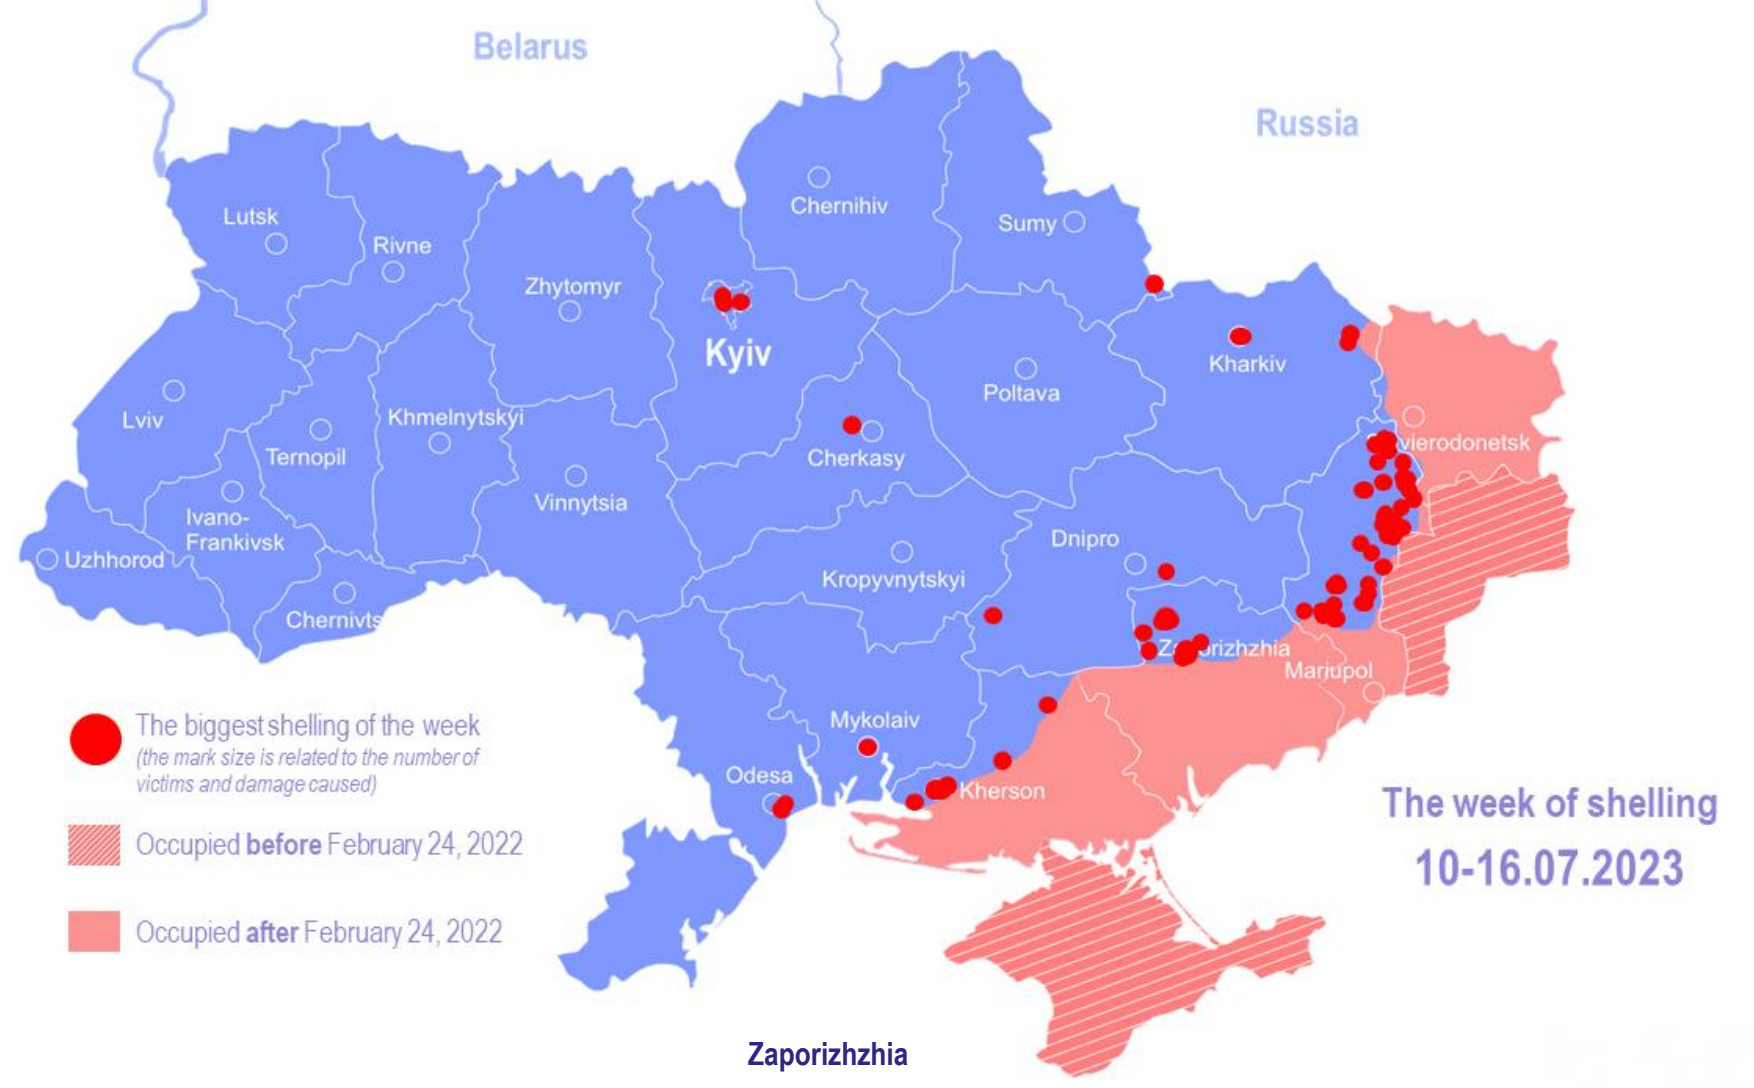 Belarus
Russia
Chernihiv
Lutsk
Sumy
Rivne
Zhytomyr
Kyiv
Kharkiv
Poltava
Lviv
Khmelnytskyi
Ternopil
Cherkasy
vierodonetsk
Vinnytsia
Ivano-
Frankivsk
Dnipro
Uzhhorod
Kropyvnytskyi
Chernivts
Zaporizhzhia
Mariupol
Mykolaiv
Odesa
Kherson
The biggest shelling of the week
(the mark size is related to the number of
victims and damage caused)
Occupied before February 24, 2022
Occupied after February 24, 2022
The week of shelling
10-16.07.2023
Zaporizhzhia